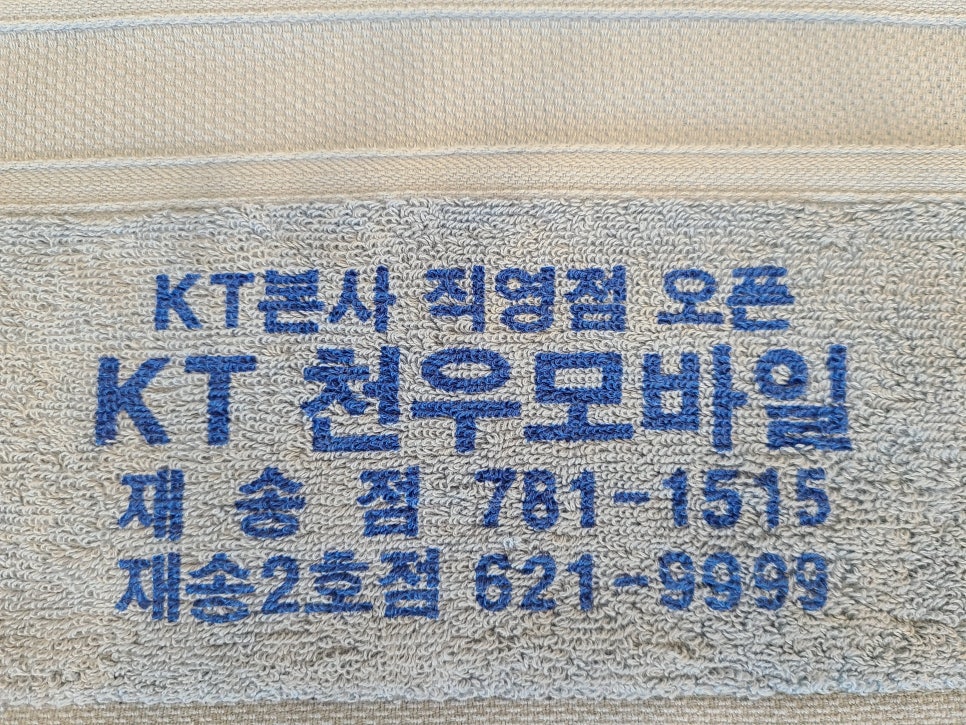 KT본사 직영점 오픈
KT 천우모바일
재 송 점 781-1515
재송2호점 621-9999